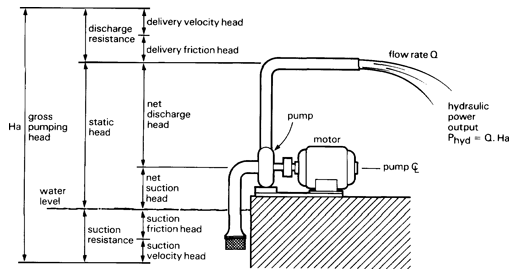 delivery velocity head
discharge
resistance
delivery friction head
flow rate Q
Ha
gross
pumping
head
static
head
net
discharge
head
pump
motor
hydraulic
power
output
Phyd = Q. Ha
pump ℄
net
suction
head
water
level
suction
friction head
suction
resistance
suction
velocity head